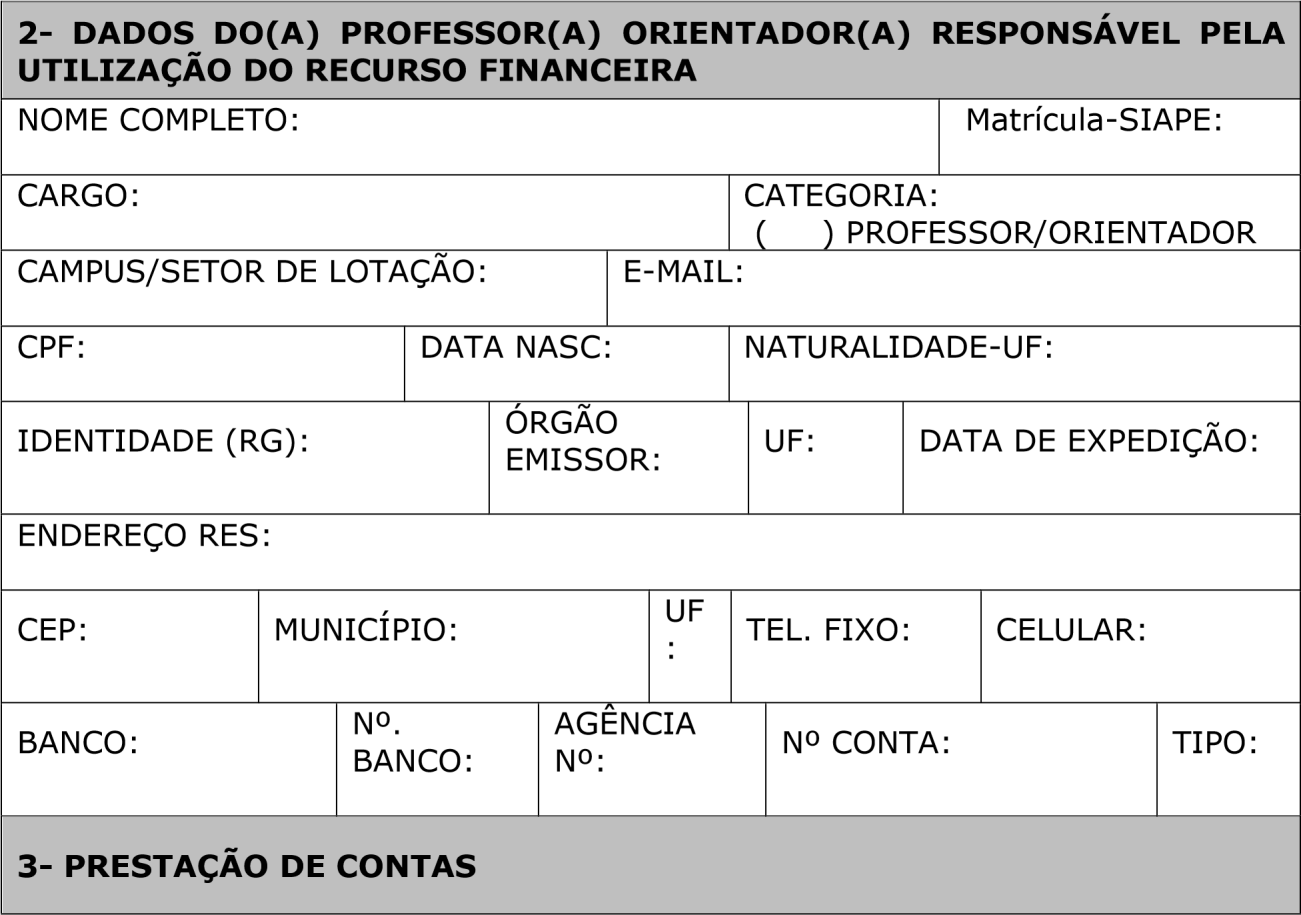 2- DADOS DO(A) PROFESSOR(A) ORIENTADOR(A) RESPONSÁVEL PELA
UTILIZAÇÃO DO RECURSO FINANCEIRA
NOME COMPLETO:
Matrícula-SIAPE:
CARGO:
CATEGORIA:
( ) PROFESSOR/ORIENTADOR
CAMPUS/SETOR DE LOTAÇÃO:
E-MAIL:
CPF:
DATA NASC:
NATURALIDADE-UF:
IDENTIDADE (RG):
ÓRGÃO
EMISSOR:
UF:
DATA DE EXPEDIÇÃO:
ENDEREÇO RES:
CEP:
MUNICÍPIO:
UF
:
TEL. FIXO:
CELULAR:
BANCO:
Nº.
BANCO:
AGÊNCIA
Nº:
Nº CONTA:
TIPO:
3- PRESTAÇÃO DE CONTAS